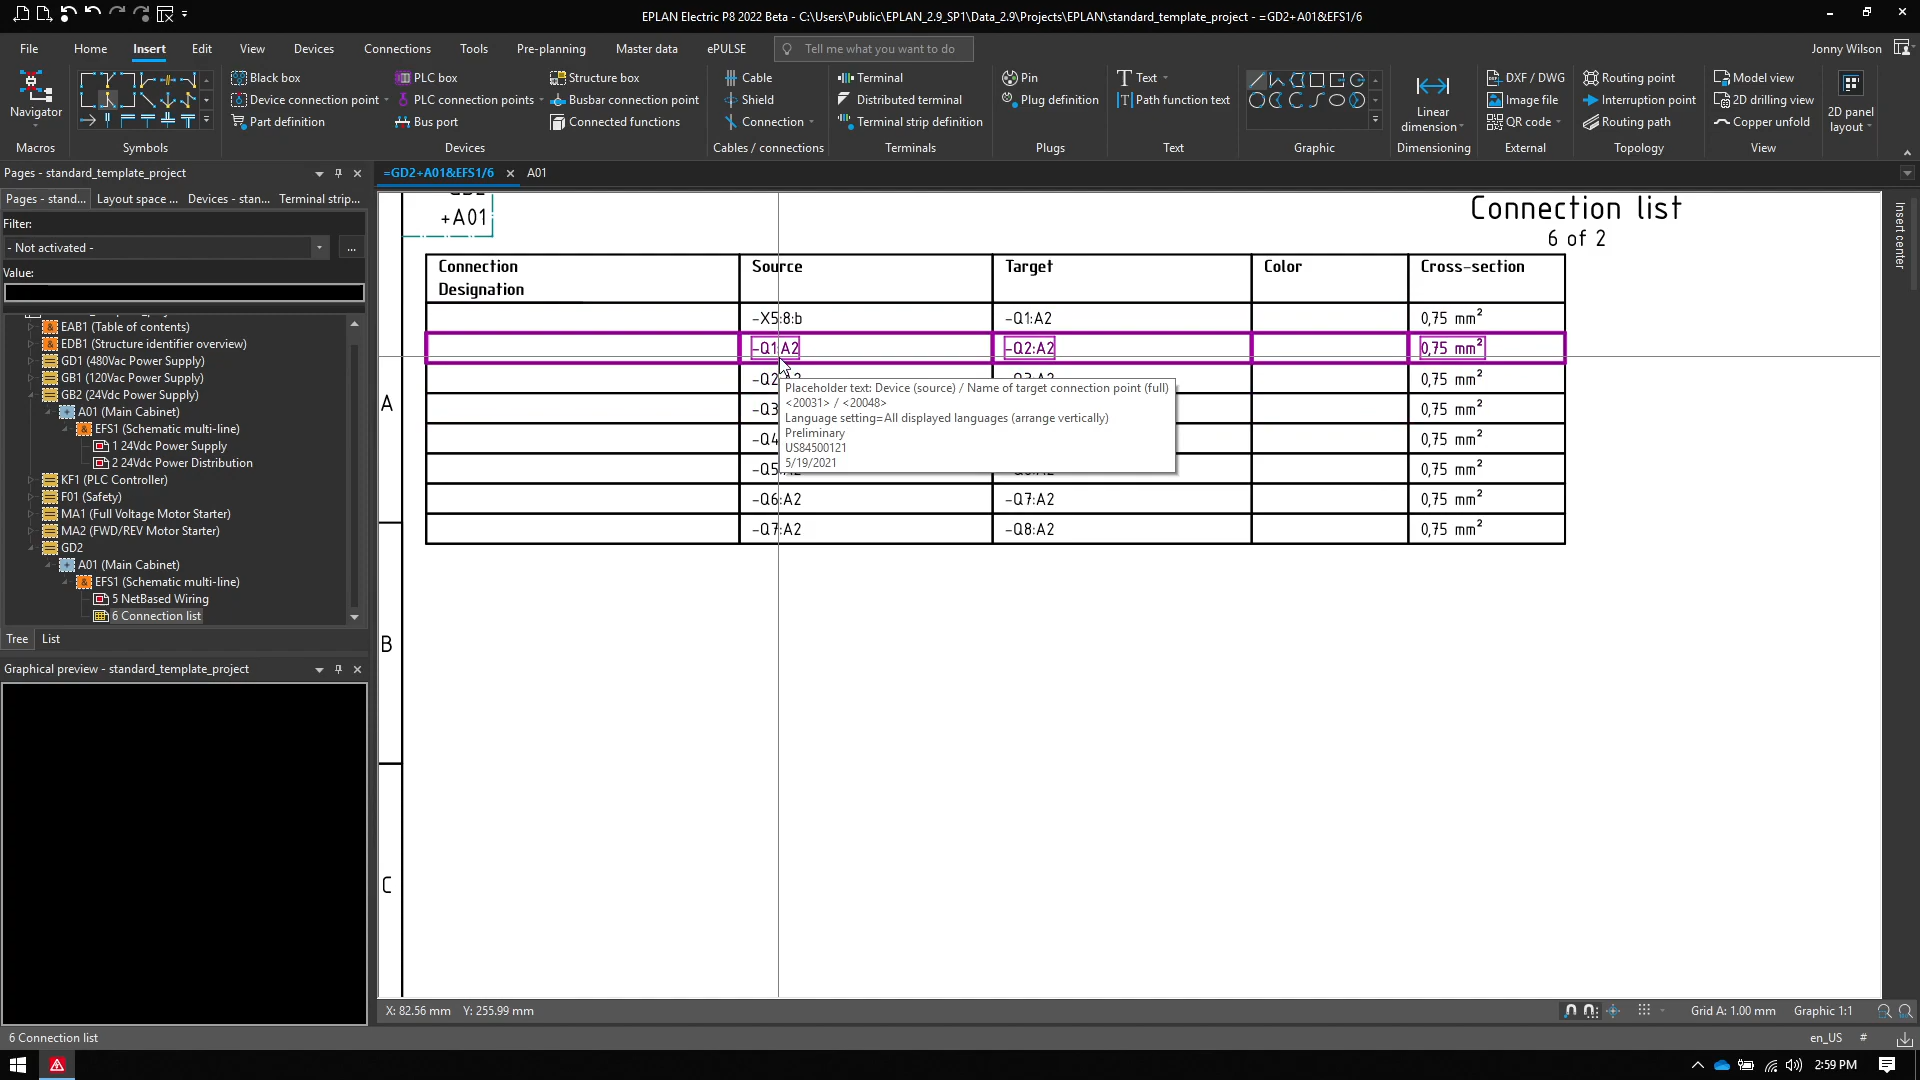 EPLAN Electric P8 2022 Beta - C:\Users\Public\EPLAN_2.9_SP1\Data_2.9\Projects\EPLAN\standard_template_project - =GD2+A01&EFS1/6
File Home Insert Edit View Devices Connections Tools Pre-planning Master data ePULSE Tell me what you want to do Jonny Wilson
Black box PLC box Structure box Cable Terminal Pin Text DXF / DWG Routing point Model view
Device connection point PLC connection points Busbar connection point Shield Distributed terminal Plug definition Path function text Image file Interruption point 2D drilling view
Part definition Bus port Connected functions Connection Terminal strip definition QR code Routing path Copper unfold
Navigator
Linear dimension
2D panel layout
Macros Symbols Devices Cables / connections Terminals Plugs Text Graphic Dimensioning External Topology View
Pages - standard_template_project
=GD2+A01&EFS1/6 A01
Pages - stand... Layout space ... Devices - stan... Terminal strip...
Filter:
- Not activated -
...
Value:
EAB1 (Table of contents)
EDB1 (Structure identifier overview)
GD1 (480Vac Power Supply)
GB1 (120Vac Power Supply)
GB2 (24Vdc Power Supply)
A01 (Main Cabinet)
EFS1 (Schematic multi-line)
1 24Vdc Power Supply
2 24Vdc Power Distribution
KF1 (PLC Controller)
F01 (Safety)
MA1 (Full Voltage Motor Starter)
MA2 (FWD/REV Motor Starter)
GD2
A01 (Main Cabinet)
EFS1 (Schematic multi-line)
5 NetBased Wiring
6 Connection list
Tree List
Graphical preview - standard_template_project
+A01
Connection list
6 of 2
Connection Designation Source Target Color Cross-section
-X5:8:b -Q1:A2 0,75 mm²
-Q1:A2 -Q2:A2 0,75 mm²
-Q2 0,75 mm²
-Q3 0,75 mm²
-Q4 0,75 mm²
-Q5 0,75 mm²
-Q6:A2 -Q7:A2 0,75 mm²
-Q7:A2 -Q8:A2 0,75 mm²
Placeholder text: Device (source) / Name of target connection point (full)
<20031> / <20048>
Language setting=All displayed languages (arrange vertically)
Preliminary
US84500121
5/19/2021
A
B
C
Insert center
X: 82.56 mm Y: 255.99 mm
Grid A: 1.00 mm Graphic 1:1
6 Connection list
en_US #
2:59 PM